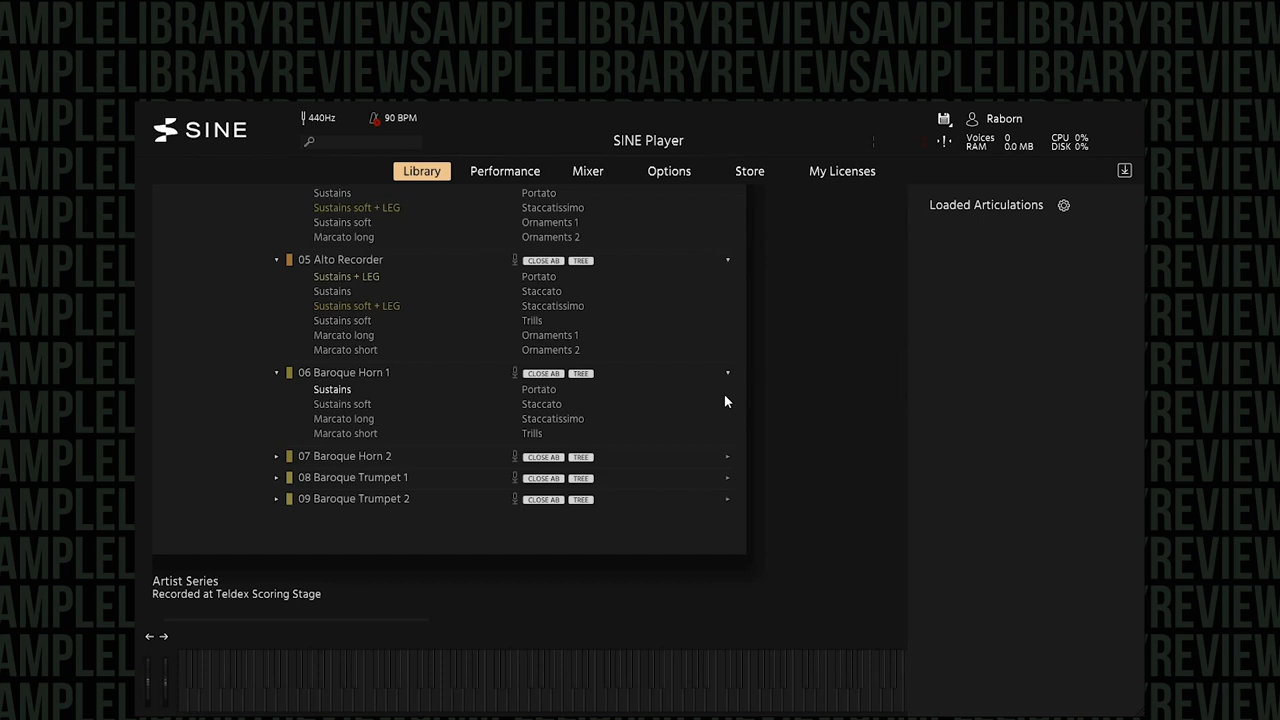 AMPLELIBRARYREVIEWSAMPLELIBRARYREVIEWSAMPLELIBRARYREVIEW
SINE
440Hz
90 BPM
SINE Player
Raborn
Voices 0
RAM 0.0 MB
CPU 0%
DISK 0%
Library Performance Mixer Options Store My Licenses
Loaded Articulations
Sustains Portato
Sustains soft + LEG Staccatissimo
Sustains soft Ornaments 1
Marcato long Ornaments 2
05 Alto Recorder CLOSE AB TREE
Sustains + LEG Portato
Sustains Staccato
Sustains soft + LEG Staccatissimo
Sustains soft Trills
Marcato long Ornaments 1
Marcato short Ornaments 2
06 Baroque Horn 1 CLOSE AB TREE
Sustains Portato
Sustains soft Staccato
Marcato long Staccatissimo
Marcato short Trills
07 Baroque Horn 2 CLOSE AB TREE
08 Baroque Trumpet 1 CLOSE AB TREE
09 Baroque Trumpet 2 CLOSE AB TREE
Artist Series
Recorded at Teldex Scoring Stage